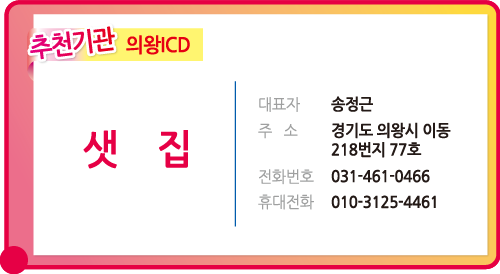 추천기관 의왕ICD
샛 집
대표자 송정근
주 소 경기도 의왕시 이동
218번지 77호
전화번호 031-461-0466
휴대전화 010-3125-4461